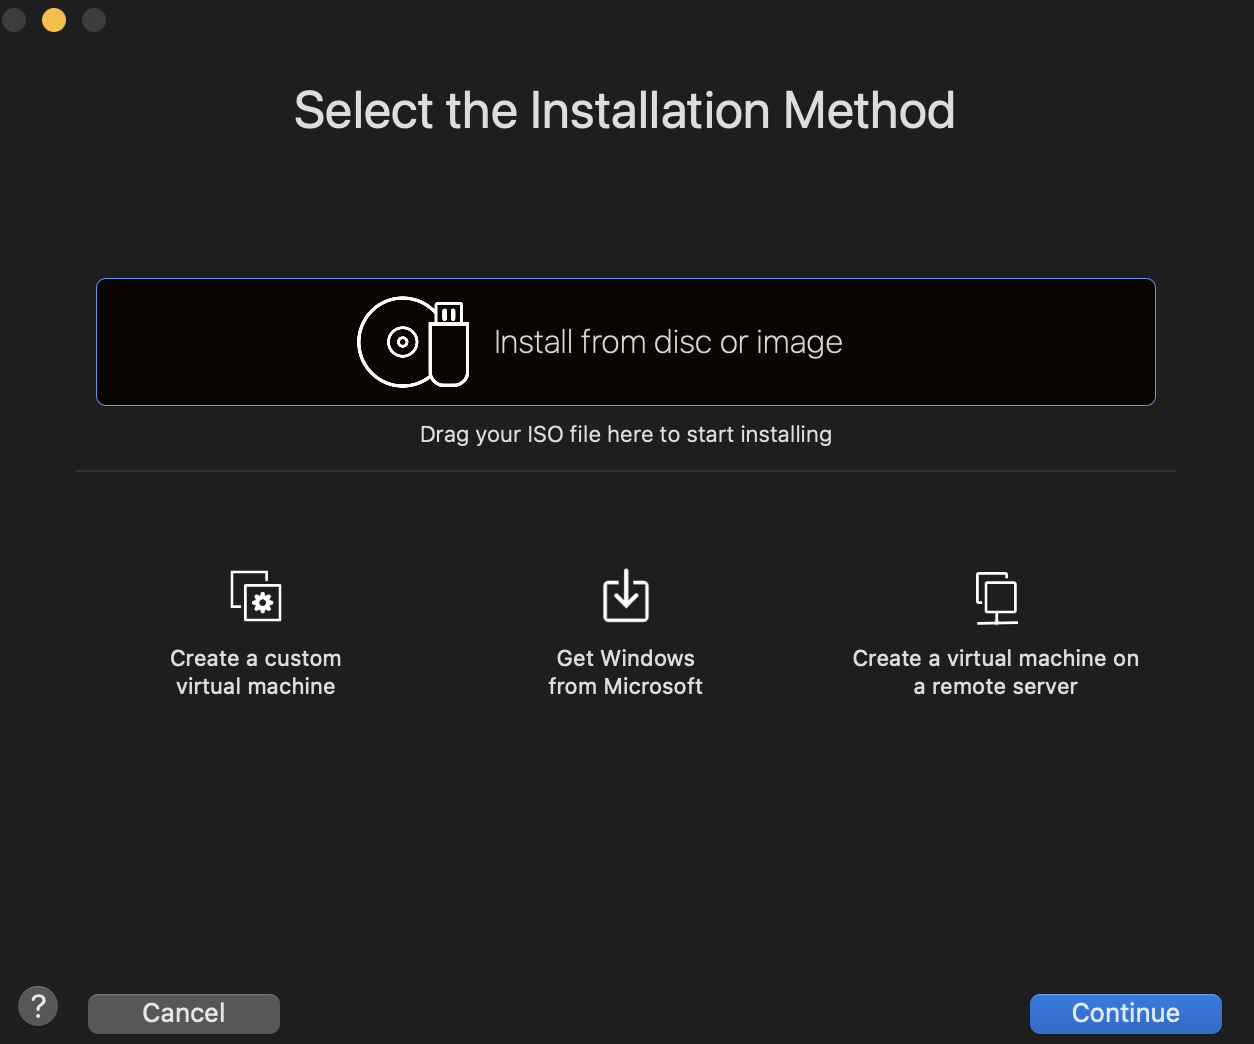 Select the Installation Method
Install from disc or image
Drag your ISO file here to start installing
Create a custom
virtual machine
Get Windows
from Microsoft
Create a virtual machine on
a remote server
?
Cancel
Continue